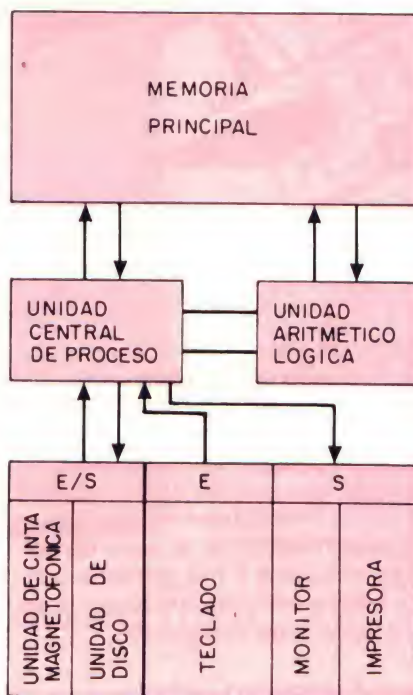 MEMORIA
PRINCIPAL
UNIDAD
CENTRAL
DE PROCESO
UNIDAD
ARITMETICO
LOGICA
E/S
E
S
UNIDAD DE CINTA
MAGNETOFONICA
UNIDAD DE
DISCO
TECLADO
MONITOR
IMPRESORA